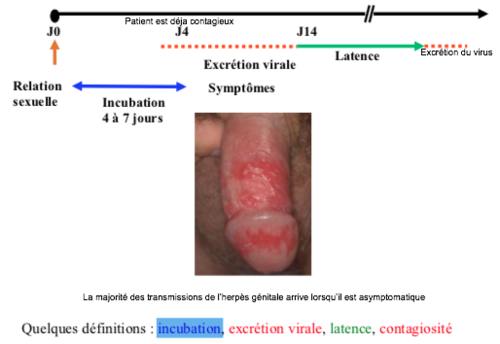 Patient est déja contagieux
J0
J4
J14
Excrétion virale
Latence
Excrétion du virus
Relation
sexuelle
Symptômes
Incubation
4 à 7 jours
La majorité des transmissions de l'herpès génitale arrive lorsqu'il est asymptomatique
Quelques définitions : incubation, excrétion virale, latence, contagiosité